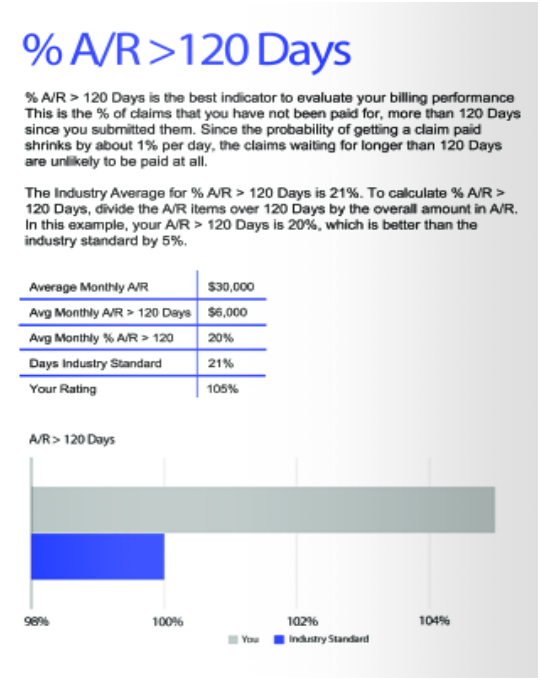 % A/R >120 Days
% A/R > 120 Days is the best indicator to evaluate your billing performance
This is the % of claims that you have not been paid for, more than 120 Days
since you submitted them. Since the probability of getting a claim paid
shrinks by about 1% per day, the claims waiting for longer than 120 Days
are unlikely to be paid at all.
The Industry Average for % A/R > 120 Days is 21%. To calculate % A/R >
120 Days, divide the A/R items over 120 Days by the overall amount in A/R.
In this example, your A/R > 120 Days is 20%, which is better than the
industry standard by 5%.
Average Monthly A/R $30,000
Avg Monthly A/R > 120 Days $6,000
Avg Monthly % A/R > 120 20%
Days Industry Standard 21%
Your Rating 105%
A/R > 120 Days
98% 100% 102% 104%
You Industry Standard